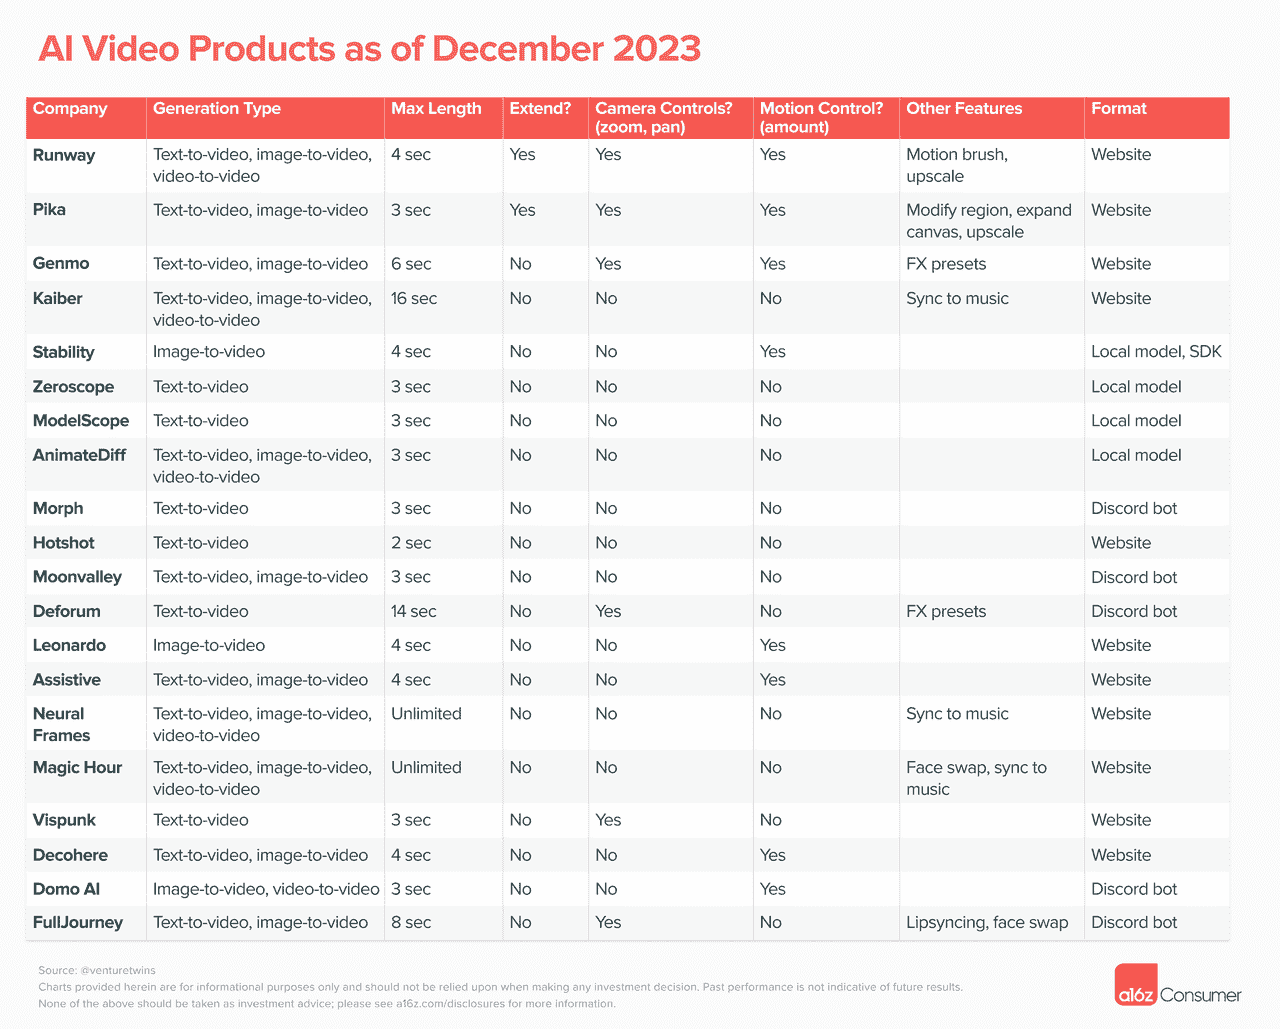 AI Video Products as of December 2023
Company Generation Type Max Length Extend? Camera Controls? Motion Control? Other Features Format
(zoom, pan) (amount)
Runway Text-to-video, image-to-video, 4 sec Yes Yes Yes Motion brush, Website
video-to-video upscale
Pika Text-to-video, image-to-video 3 sec Yes Yes Yes Modify region, expand Website
canvas, upscale
Genmo Text-to-video, image-to-video 6 sec No Yes Yes FX presets Website
Kaiber Text-to-video, image-to-video, 16 sec No No No Sync to music Website
video-to-video
Stability Image-to-video 4 sec No No Yes Local model, SDK
Zeroscope Text-to-video 3 sec No No No Local model
ModelScope Text-to-video 3 sec No No No Local model
AnimateDiff Text-to-video, image-to-video, 3 sec No No No Local model
video-to-video
Morph Text-to-video 3 sec No No No Discord bot
Hotshot Text-to-video 2 sec No No No Website
Moonvalley Text-to-video, image-to-video 3 sec No No No Discord bot
Deforum Text-to-video 14 sec No Yes No FX presets Discord bot
Leonardo Image-to-video 4 sec No No Yes Website
Assistive Text-to-video, image-to-video 4 sec No No Yes Website
Neural Text-to-video, image-to-video, Unlimited No No No Sync to music Website
Frames video-to-video
Magic Hour Text-to-video, image-to-video, Unlimited No No No Face swap, sync to Website
video-to-video music
Vispunk Text-to-video 3 sec No Yes No Website
Decohere Text-to-video, image-to-video 4 sec No No Yes Website
Domo AI Image-to-video, video-to-video 3 sec No No Yes Discord bot
FullJourney Text-to-video, image-to-video 8 sec No Yes No Lipsyncing, face swap Discord bot
Source: @venturetwins
Charts provided herein are for informational purposes only and should not be relied upon when making any investment decision. Past performance is not indicative of future results.
None of the above should be taken as investment advice; please see a16z.com/disclosures for more information.
a16z Consumer